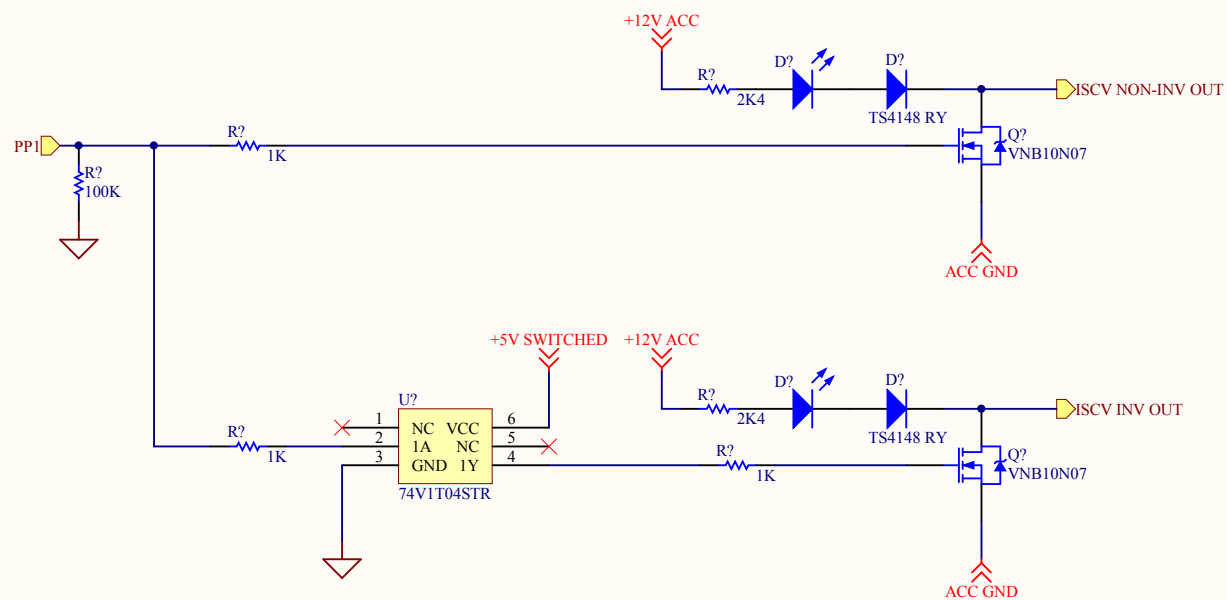 +12V ACC
R?
2K4
D?
D?
TS4148 RY
ISCV NON-INV OUT
PP1
R?
1K
Q?
VNB10N07
R?
100K
ACC GND
+5V SWITCHED
+12V ACC
R?
2K4
D?
D?
TS4148 RY
ISCV INV OUT
U?
1 NC VCC 6
2 1A NC 5
3 GND 1Y 4
74V1T04STR
R?
1K
R?
1K
Q?
VNB10N07
ACC GND